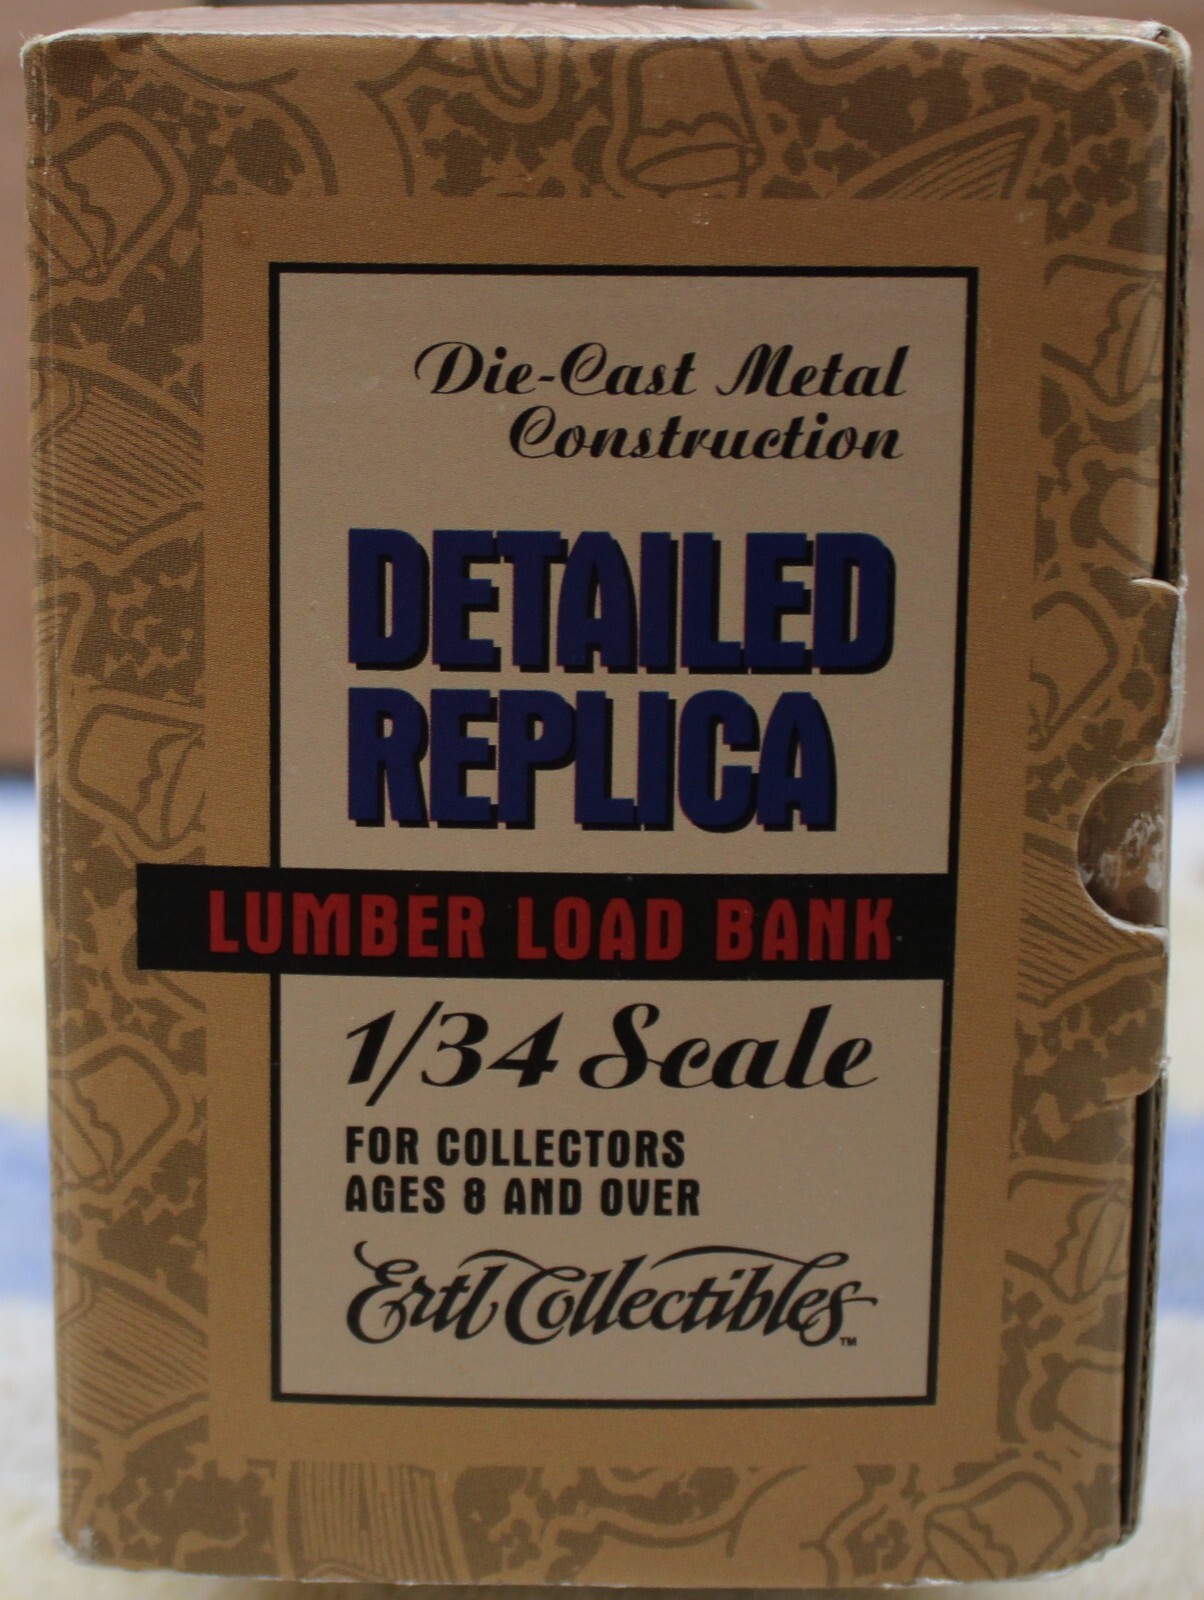 Die-Cast Metal
Construction
DETAILED
REPLICA
LUMBER LOAD BANK
1/34 Scale
FOR COLLECTORS
AGES 8 AND OVER
Ertl Collectibles™